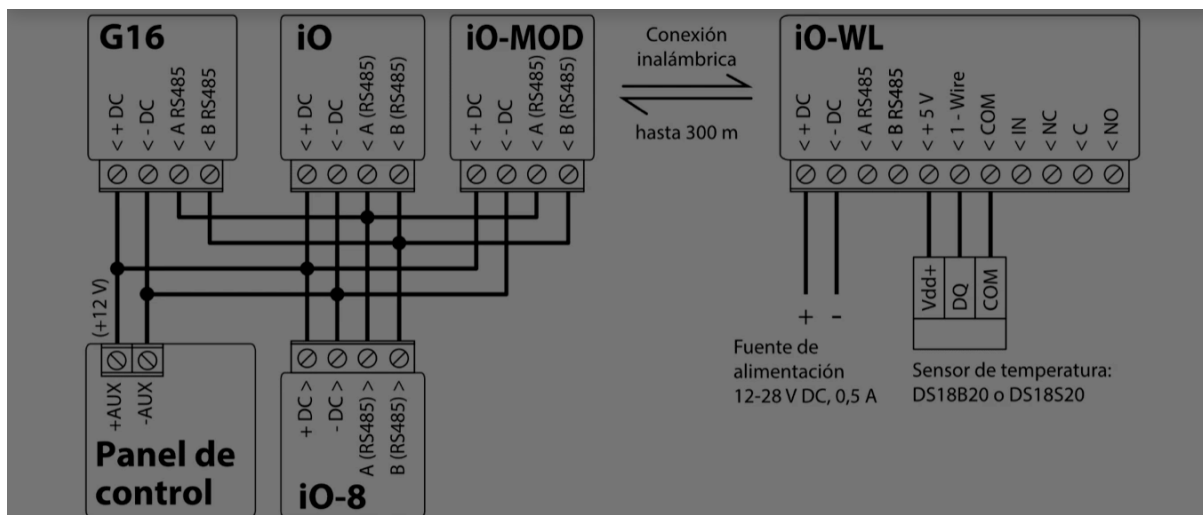 G16
< + DC
< - DC
< A RS485
< B RS485
iO
< + DC
< - DC
< A (RS485)
< B (RS485)
iO-MOD
< + DC
< - DC
< A (RS485)
< B (RS485)
Conexión
inalámbrica
hasta 300 m
iO-WL
< + DC
< - DC
< A RS485
< B RS485
< + 5 V
< 1 - Wire
< COM
< IN
< NC
< C
< NO
(+12 V)
+AUX
-AUX
Panel de
control
+ DC >
- DC >
A (RS485) >
B (RS485) >
iO-8
+ -
Fuente de
alimentación
12-28 V DC, 0,5 A
Vdd+
DQ
COM
Sensor de temperatura:
DS18B20 o DS18S20